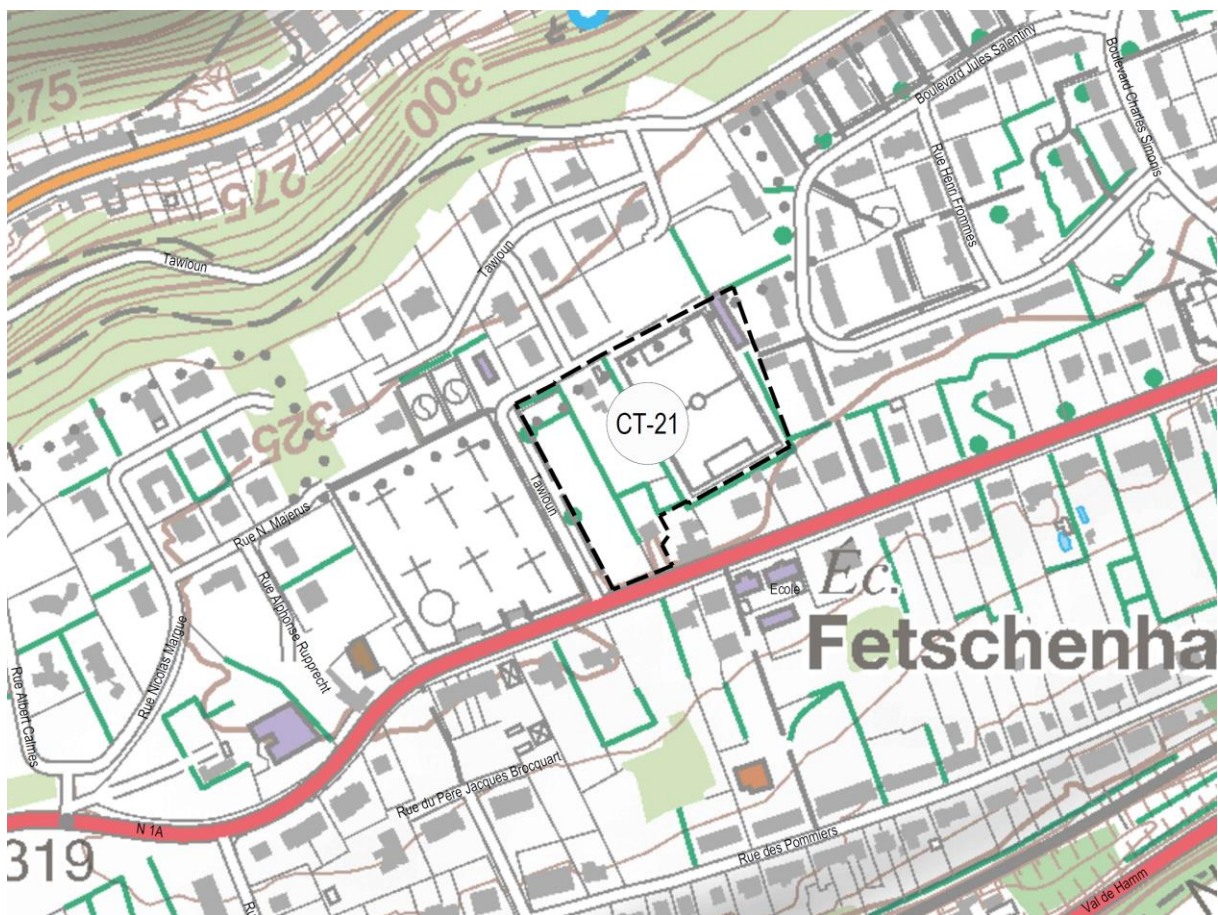 275
300
275
325
Tawioun
Tawioun
Tawioun
Boulevard Jules Salentiny
Boulevard Charles Simonis
Rue Henri Frommes
CT-21
Rue N. Majerus
Rue Alphonse Rupprecht
Rue Nicolas Margue
Rue Albert Calmes
Ecole
Éc.
Fetschenha
Rue du Père Jacques Brocquart
Rue des Pommiers
N 1A
319
Val de Hamm
N